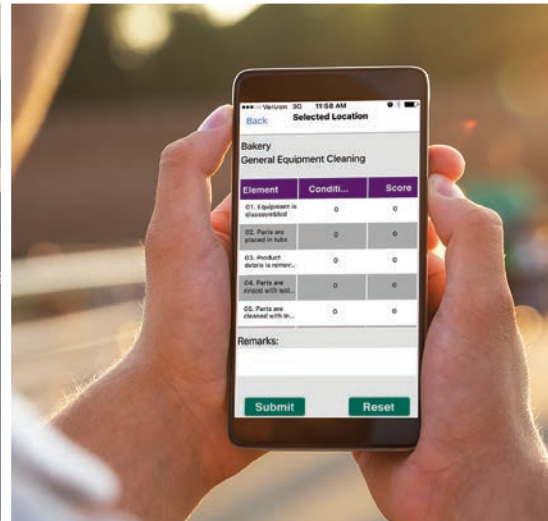 Verizon 3G 11:58 AM
Back Selected Location
Bakery
General Equipment Cleaning
Element Conditi... Score
01. Equipment is
disassembled 0 0
02. Parts are
placed in tubs 0 0
03. Product
debris is remov... 0 0
04. Parts are
rinsed with wat... 0 0
05. Parts are
cleaned with m... 0 0
Remarks:
Submit Reset